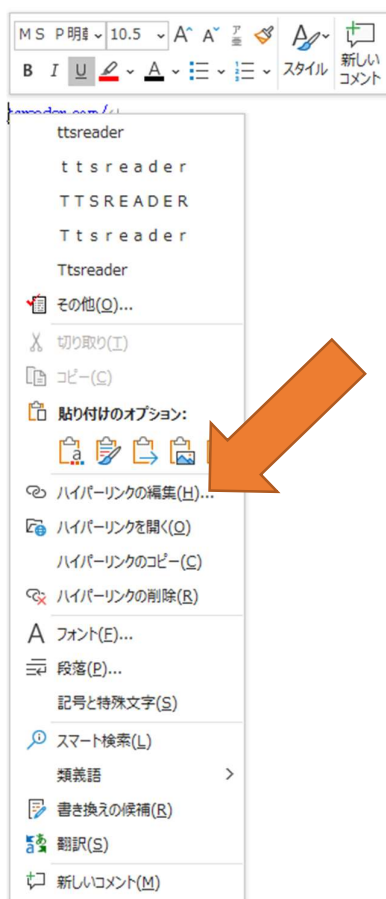 ＭＳ Ｐ明朝 10.5 A^ A˅ ア亜
B I U A スタイル 新しい
コメント
ttsreader
ｔｔｓｒｅａｄｅｒ
ＴＴＳＲＥＡＤＥＲ
Ｔｔｓｒｅａｄｅｒ
Ttsreader
その他(O)...
切り取り(T)
コピー(C)
貼り付けのオプション:
ハイパーリンクの編集(H)...
ハイパーリンクを開く(O)
ハイパーリンクのコピー(C)
ハイパーリンクの削除(R)
フォント(F)...
段落(P)...
記号と特殊文字(S)
スマート検索(L)
類義語
書き換えの候補(R)
翻訳(S)
新しいコメント(M)